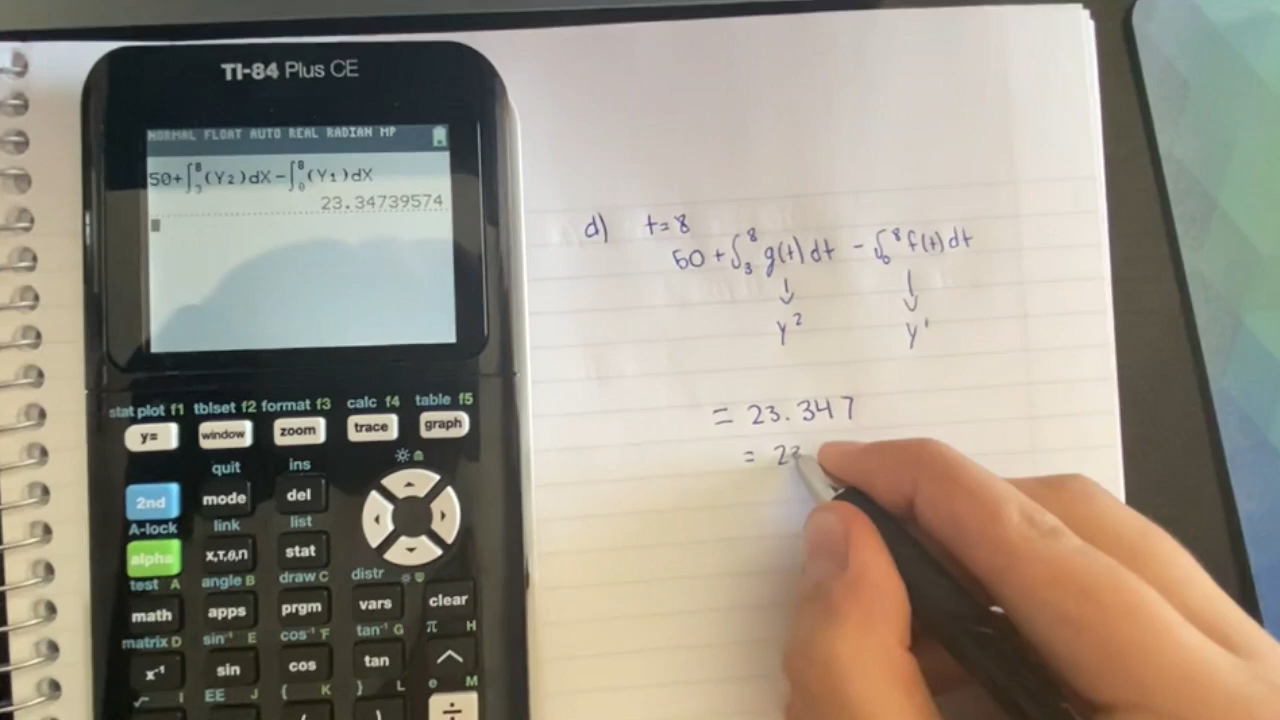 TI-84 Plus CE
NORMAL FLOAT AUTO REAL RADIAN MP
50+∫₃⁸(Y₂)dX-∫₀⁸(Y₁)dX
23.34739574
d) t=8
50 + ∫₃⁸ g(t) dt - ∫₀⁸ f(t) dt
↓ ↓
y² y¹
= 23.347
= 23
stat plot f1 tblset f2 format f3 calc f4 table f5
y= window zoom trace graph
quit ins
2nd mode del
A-lock link list
alpha X,T,θ,n stat
test A angle B draw C distr
math apps prgm vars clear
matrix D sin⁻¹ E cos⁻¹ F tan⁻¹ G π H
x⁻¹ sin cos tan ^
√ I EE J { K } L e M
( ) ÷